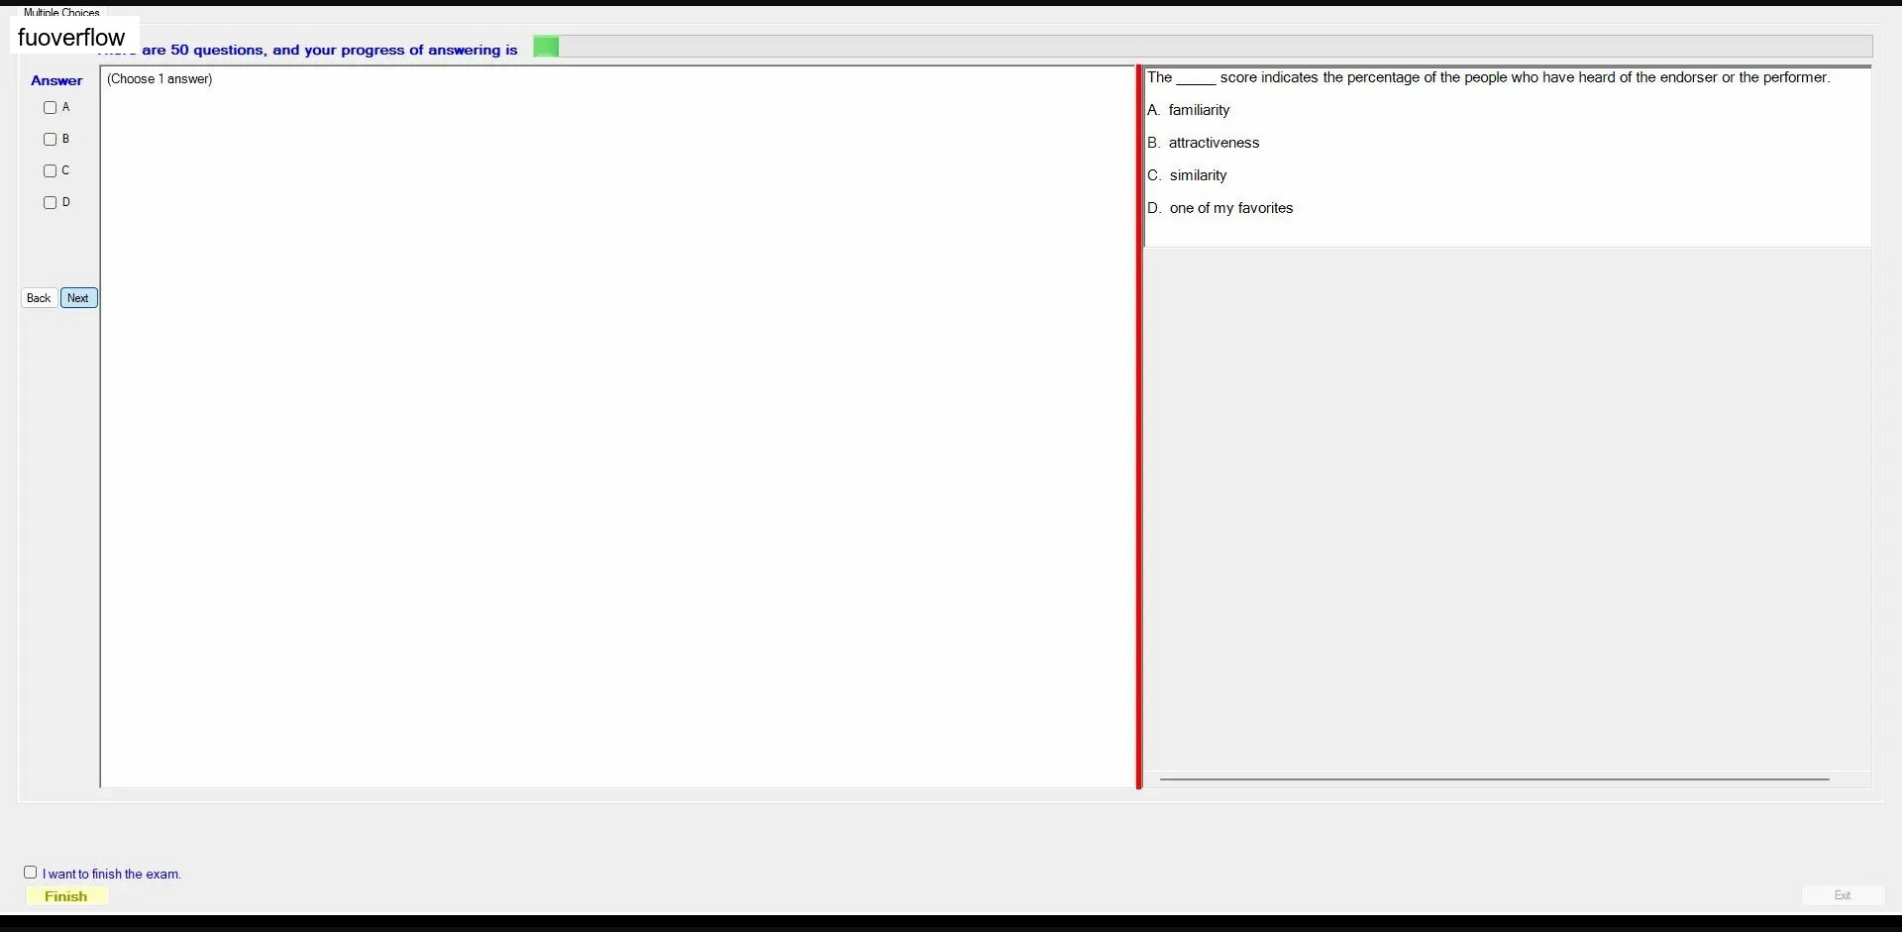 Multiple Choices
fuoverflow
are 50 questions, and your progress of answering is
Answer
(Choose 1 answer)
A
B
C
D
Back Next
The _____ score indicates the percentage of the people who have heard of the endorser or the performer.
A. familiarity
B. attractiveness
C. similarity
D. one of my favorites
I want to finish the exam.
Finish
Exit